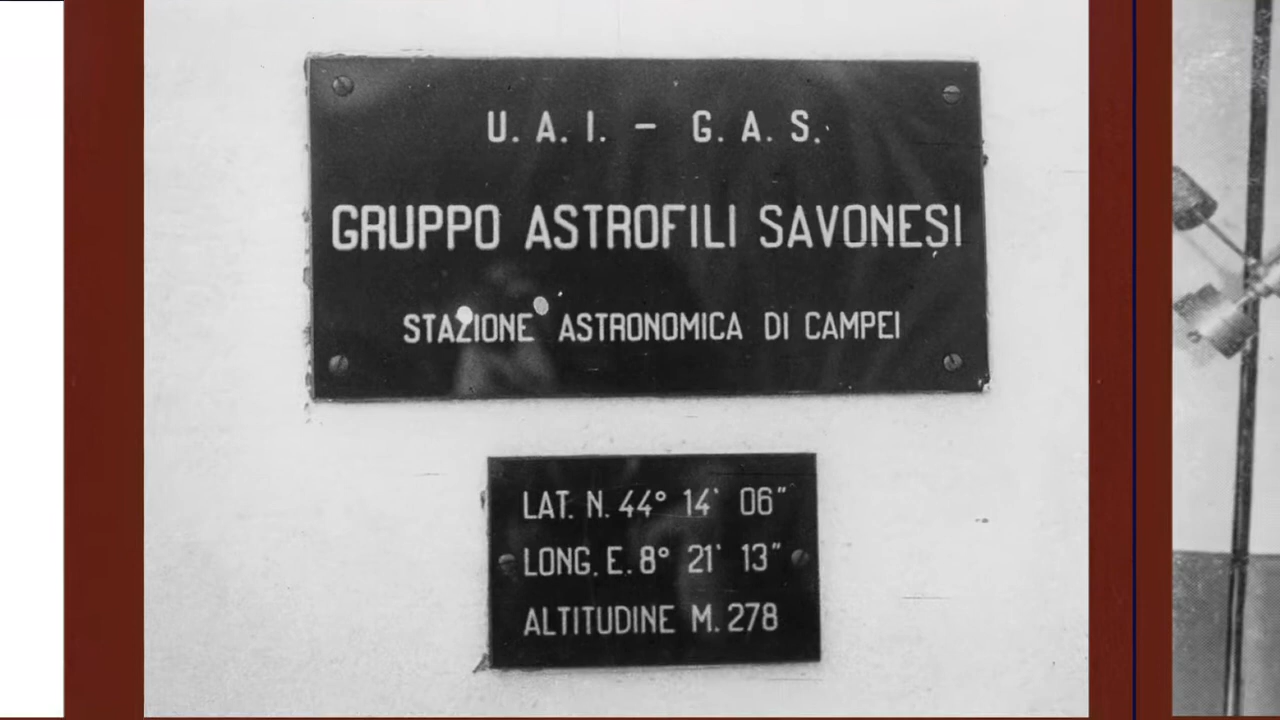 U. A. I. - G. A. S.
GRUPPO ASTROFILI SAVONESI
STAZIONE ASTRONOMICA DI CAMPEI
LAT. N. 44° 14' 06"
LONG. E. 8° 21' 13"
ALTITUDINE M. 278